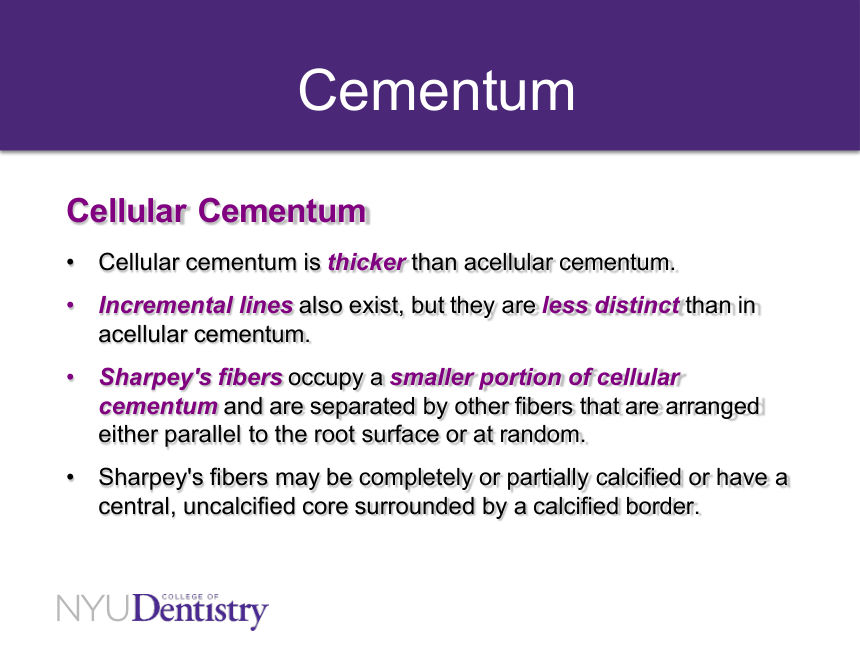 Cementum
Cellular Cementum
• Cellular cementum is thicker than acellular cementum.
• Incremental lines also exist, but they are less distinct than in
acellular cementum.
• Sharpey's fibers occupy a smaller portion of cellular
cementum and are separated by other fibers that are arranged
either parallel to the root surface or at random.
• Sharpey's fibers may be completely or partially calcified or have a
central, uncalcified core surrounded by a calcified border.
COLLEGE OF
NYU Dentistry